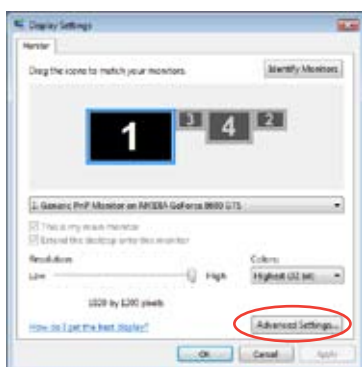 Display Settings
Monitor
Drag the icons to match your monitors.
Identify Monitors
1
3
4
2
1. Generic PnP Monitor on NVIDIA GeForce 8600 GTS
This is my main monitor
Extend the desktop onto this monitor
Resolution:
Low
High
Colors:
Highest (32 bit)
by 1200 pixels
How do I get the best display?
Advanced Settings...
OK
Cancel
Apply